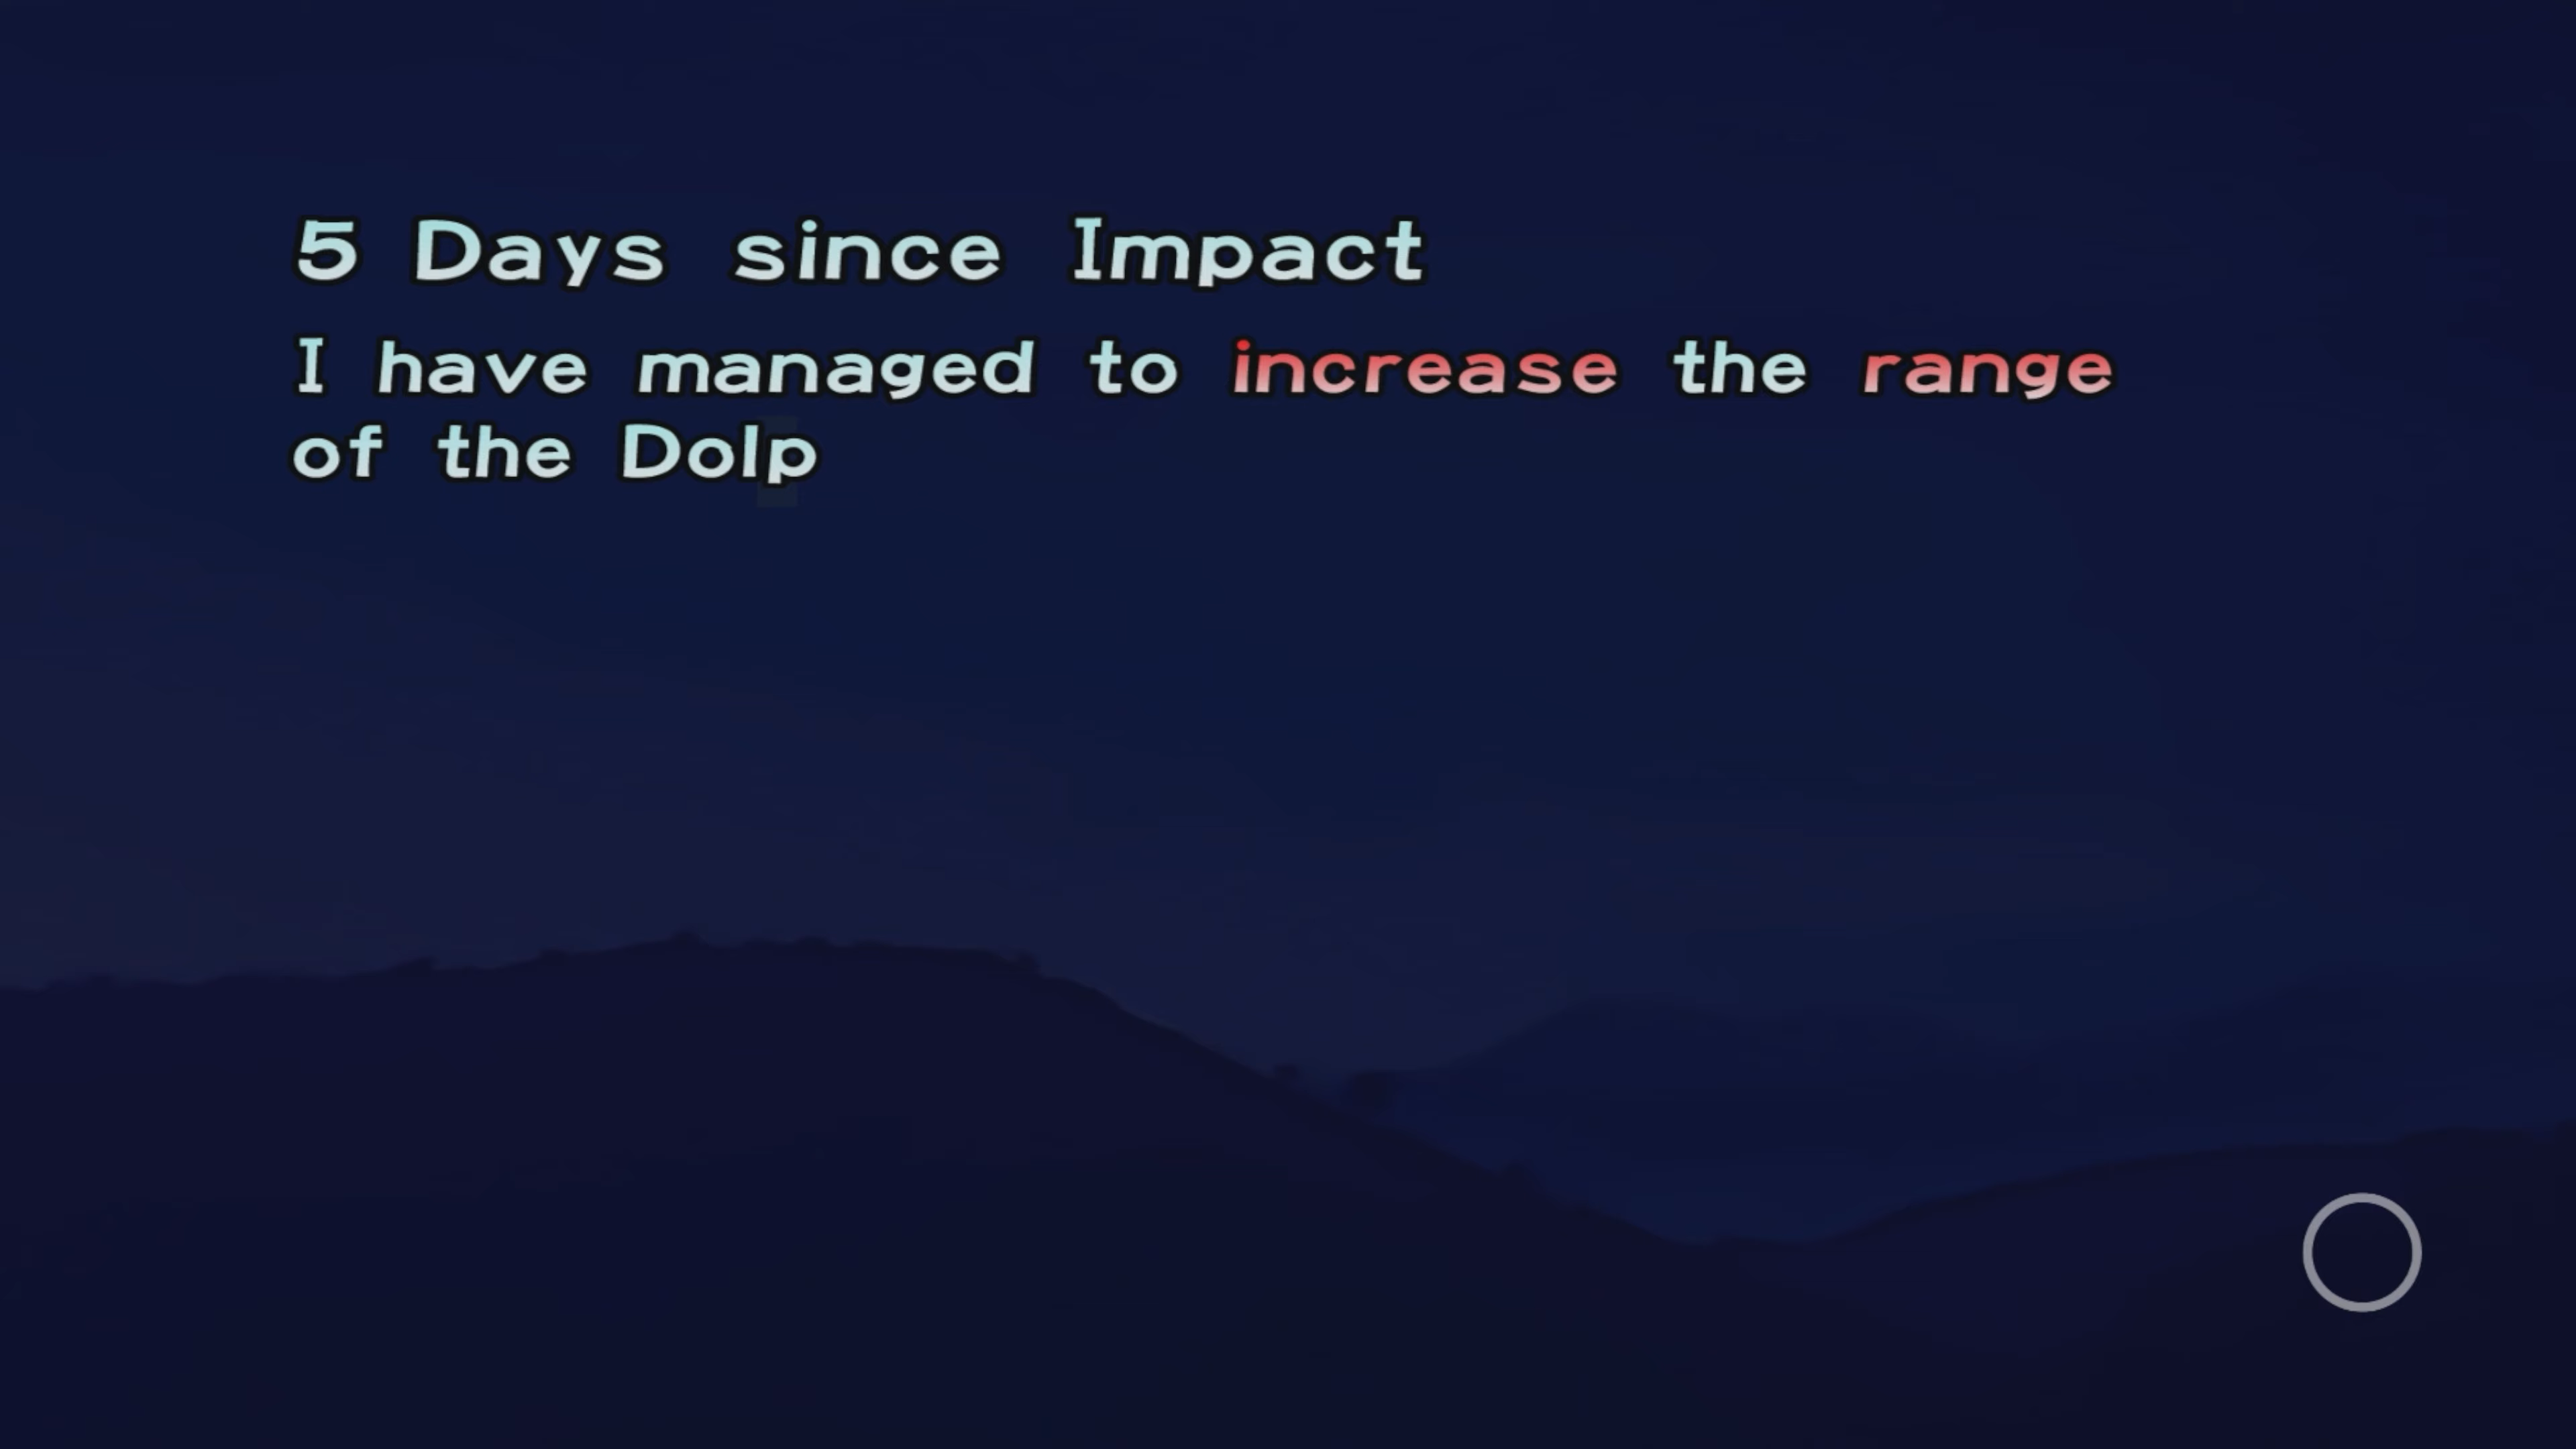 5 Days since Impact
I have managed to increase the range
of the Dolp